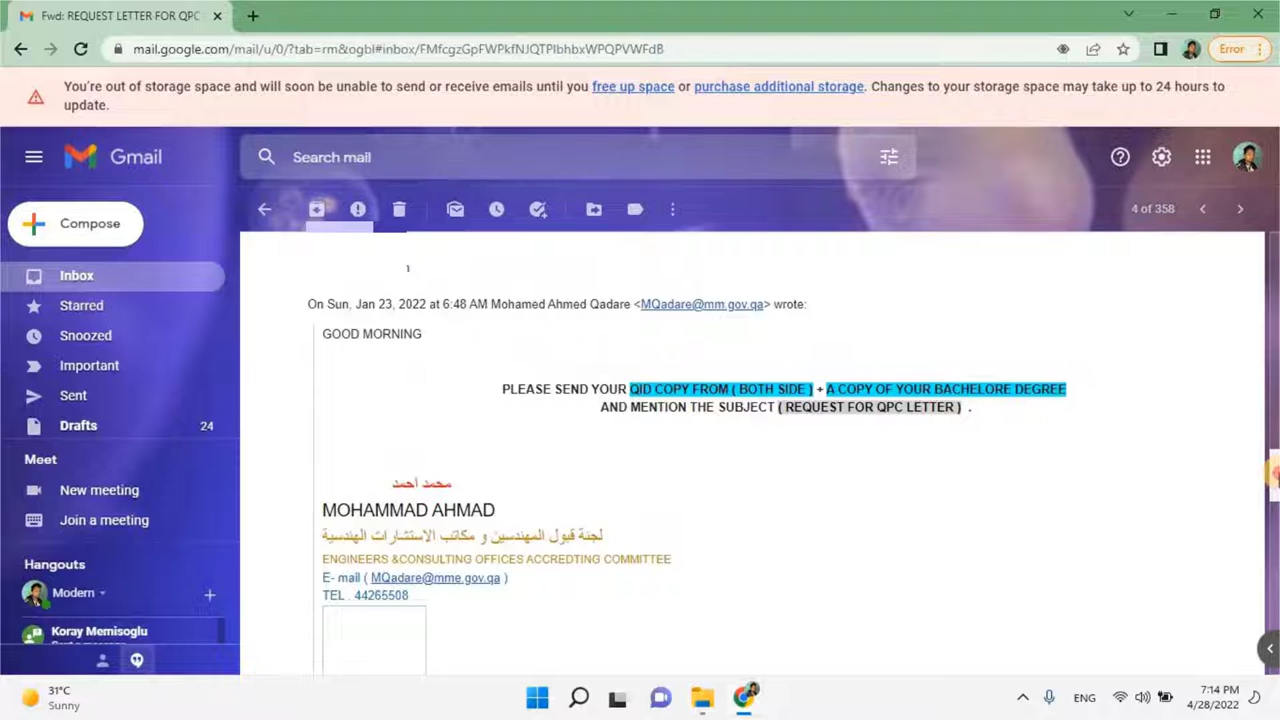 Fwd: REQUEST LETTER FOR QPC
mail.google.com/mail/u/0/?tab=rm&ogbl#inbox/FMfcgzGpFWPkfNJQTPlbhbxWPQPVWFdB
Error
You're out of storage space and will soon be unable to send or receive emails until you free up space or purchase additional storage. Changes to your storage space may take up to 24 hours to
update.
Gmail
Search mail
4 of 358
Compose
Inbox
Starred
Snoozed
Important
Sent
Drafts 24
Meet
New meeting
Join a meeting
Hangouts
Modern
Koray Memisoglu
On Sun, Jan 23, 2022 at 6:48 AM Mohamed Ahmed Qadare <MQadare@mm.gov.qa> wrote:
GOOD MORNING
PLEASE SEND YOUR QID COPY FROM ( BOTH SIDE ) + A COPY OF YOUR BACHELORE DEGREE
AND MENTION THE SUBJECT ( REQUEST FOR QPC LETTER ) .
محمد أحمد
MOHAMMAD AHMAD
لجنة قبول المهندسين و مكاتب الاستشارات الهندسية
ENGINEERS &CONSULTING OFFICES ACCREDTING COMMITTEE
E- mail ( MQadare@mme.gov.qa )
TEL . 44265508
31°C
Sunny
ENG
7:14 PM
4/28/2022